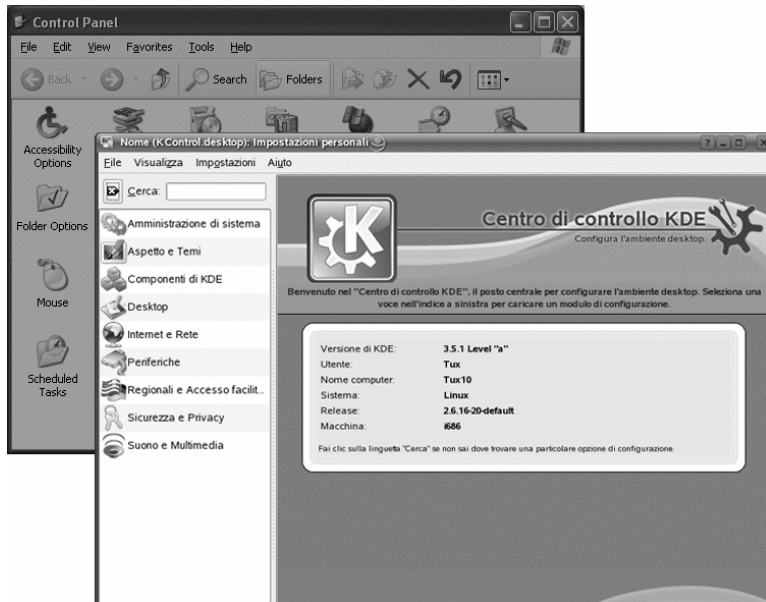 Control Panel
File Edit View Favorites Tools Help
Back Search Folders
Accessibility Options
Folder Options
Mouse
Scheduled Tasks
Nome (KControl.desktop): Impostazioni personali
File Visualizza Impostazioni Aiuto
Cerca:
Amministrazione di sistema
Aspetto e Temi
Componenti di KDE
Desktop
Internet e Rete
Periferiche
Regionali e Accesso facilit...
Sicurezza e Privacy
Suono e Multimedia
Centro di controllo KDE
Configura l'ambiente desktop.
Benvenuto nel "Centro di controllo KDE", il posto centrale per configurare l'ambiente desktop. Seleziona una
voce nell'indice a sinistra per caricare un modulo di configurazione.
Versione di KDE: 3.5.1 Level "a"
Utente: Tux
Nome computer: Tux10
Sistema: Linux
Release: 2.6.16-20-default
Macchina: i686
Fai clic sulla linguetta "Cerca" se non sai dove trovare una particolare opzione di configurazione.